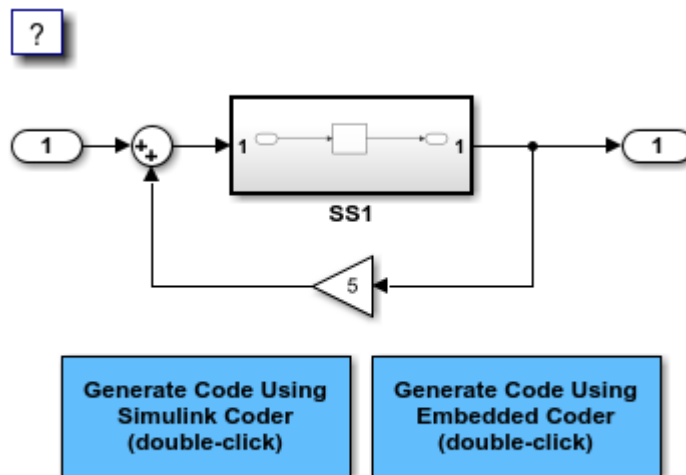 ?
1
++
1
1
1
SS1
5
Generate Code Using
Simulink Coder
(double-click)
Generate Code Using
Embedded Coder
(double-click)